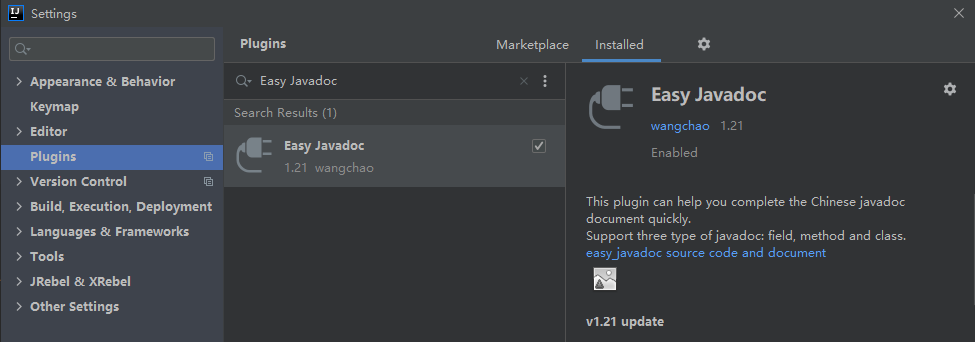 Settings
Plugins
Marketplace
Installed
Appearance & Behavior
Keymap
Editor
Plugins
Version Control
Build, Execution, Deployment
Languages & Frameworks
Tools
JRebel & XRebel
Other Settings
Easy Javadoc
Search Results (1)
Easy Javadoc
1.21 wangchao
Easy Javadoc
wangchao 1.21
Enabled
This plugin can help you complete the Chinese javadoc
document quickly.
Support three type of javadoc: field, method and class.
easy_javadoc source code and document
v1.21 update